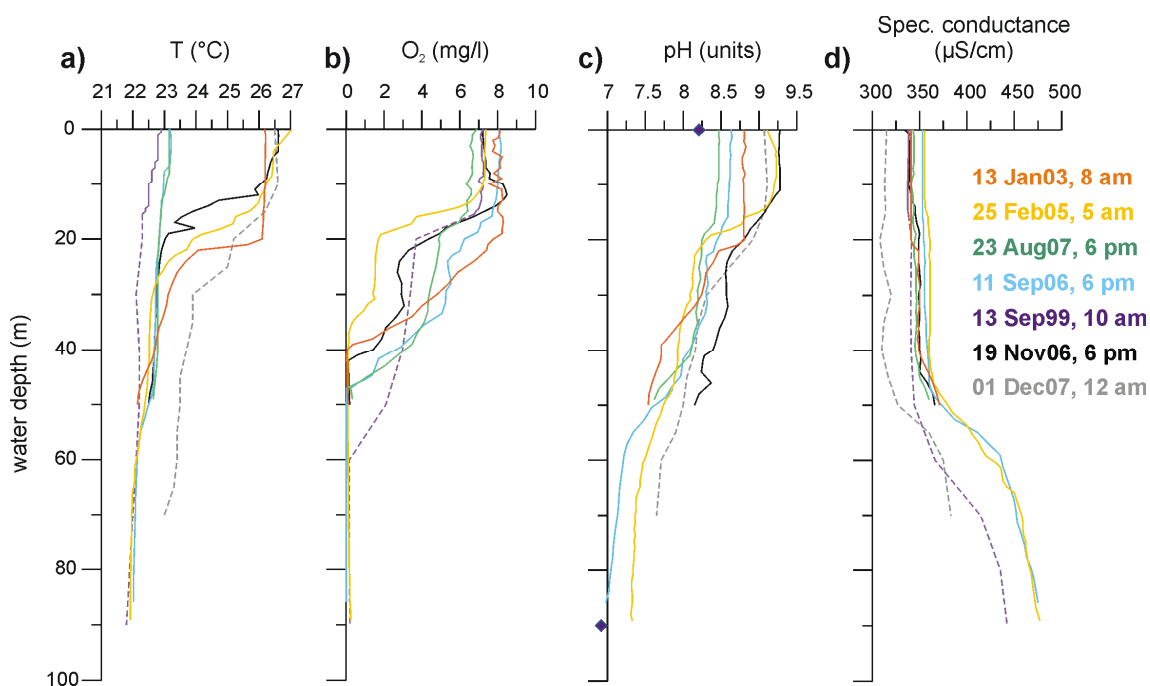 Spec. conductance
a) T (°C) b) O2 (mg/l) c) pH (units) d) (µS/cm)
21 22 23 24 25 26 27 0 2 4 6 8 10 7 7.5 8 8.5 9 9.5 300 350 400 450 500
0
13 Jan03, 8 am
25 Feb05, 5 am
20
23 Aug07, 6 pm
11 Sep06, 6 pm
13 Sep99, 10 am
40
19 Nov06, 6 pm
01 Dec07, 12 am
water depth (m)
60
80
100